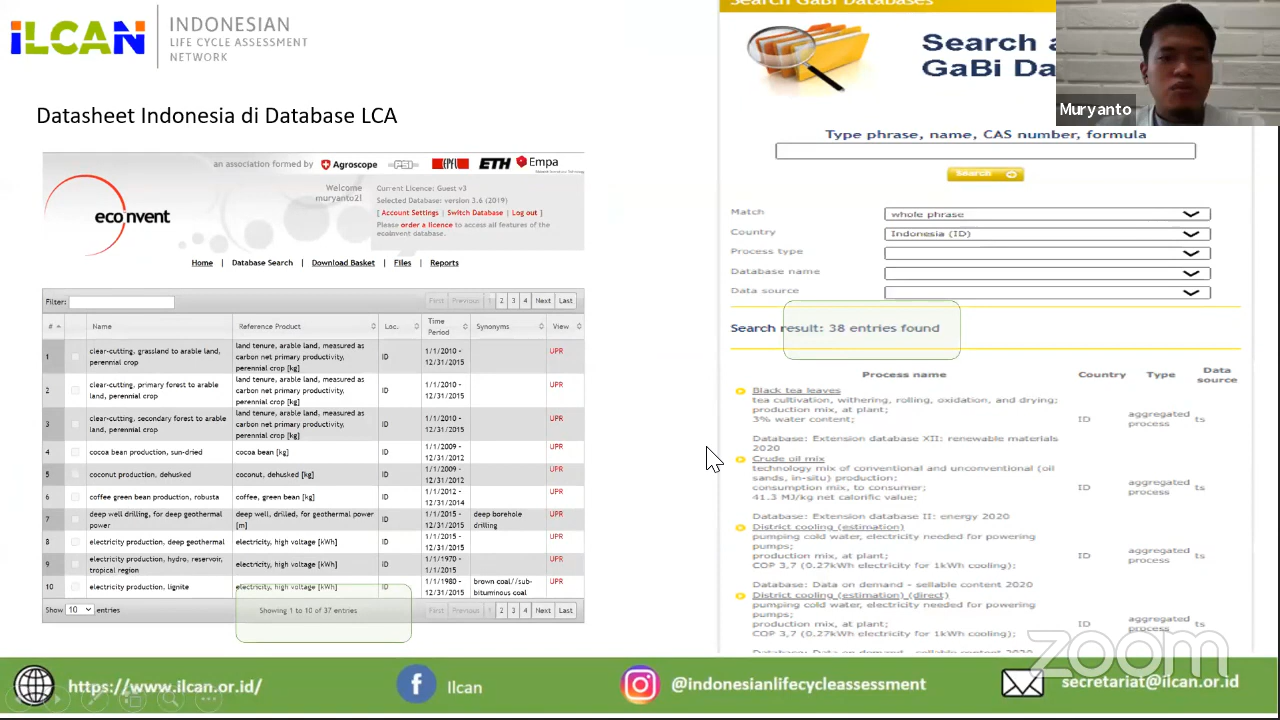 iLCAN
INDONESIAN
LIFE CYCLE ASSESSMENT
NETWORK
Datasheet Indonesia di Database LCA
an association formed by Agroscope EPFL ETH Empa
ecoinvent
Welcome
muryanto2!
Current Licence: Guest v3
Selected Database: version 3.6 (2019)
[ Account Settings | Switch Database | Log out ]
Please order a licence to access all features of the
ecoinvent database.
Home | Database Search | Download Basket | Files | Reports
Filter:
First Previous 1 2 3 4 Next Last
# Name Reference Product Loc. Time Period Synonyms View
1 clear-cutting, grassland to arable land, perennial crop land tenure, arable land, measured as carbon net primary productivity, perennial crop [kg] ID 1/1/2010 - 12/31/2015 UPR
2 clear-cutting, primary forest to arable land, perennial crop land tenure, arable land, measured as carbon net primary productivity, perennial crop [kg] ID 1/1/2010 - 12/31/2015 UPR
to arable land, perennial crop land tenure, arable land, measured as carbon net primary productivity, perennial crop [kg] ID 1/1/2010 - 12/31/2015 UPR
4 cocoa bean production, sun-dried cocoa bean [kg] ID 1/1/2009 - 12/31/2015 UPR
5 coconut production, dehusked coconut, dehusked [kg] ID 1/1/2009 - 12/31/2015 UPR
6 coffee green bean production, robusta coffee, green bean [kg] ID 1/1/2012 - 12/31/2014 UPR
7 deep well drilling, for geothermal power deep well, drilled, for geothermal power [m] ID 1/1/2015 - 12/31/2015 deep borehole drilling UPR
8 electricity production, geothermal electricity, high voltage [kWh] ID 1/1/2015 - 12/31/2015 UPR
9 electricity production, hydro, reservoir, tropical region electricity, high voltage [kWh] ID 1/1/1970 - 12/31/2015 UPR
10 electricity production, lignite electricity, high voltage [kWh] ID 1/1/1980 - 12/31/2015 brown coal//sub-bituminous coal UPR
Show 10 entries
Showing 1 to 10 of 37 entries
First Previous 1 2 3 4 Next Last
Search GaBi Databases
Search
GaBi Da
Muryanto
Type phrase, name, CAS number, formula
Search
Match whole phrase
Country Indonesia (ID)
Process type
Database name
Data source
Search result: 38 entries found
Process name Country Type Data source
Black tea leaves
tea cultivation, withering, rolling, oxidation, and drying;
production mix, at plant;
3% water content;
ID aggregated process ts
Database: Extension database XII: renewable materials
2020
Crude oil mix
technology mix of conventional and unconventional (oil
sands, in-situ) production;
consumption mix, to consumer;
41.3 MJ/kg net calorific value;
ID aggregated process ts
Database: Extension database II: energy 2020
District cooling (estimation)
pumping cold water, electricity needed for powering
pumps;
production mix, at plant;
COP 3,7 (0.27kWh electricity for 1kWh cooling);
ID aggregated process ts
Database: Data on demand - sellable content 2020
District cooling (estimation) (direct)
pumping cold water, electricity needed for powering
pumps;
production mix, at plant;
COP 3,7 (0.27kWh electricity for 1kWh cooling);
ID aggregated process ts
Database: Data on demand - sellable content 2020
zoom
https://www.ilcan.or.id/
Ilcan
@indonesianlifecycleassessment
secretariat@ilcan.or.id